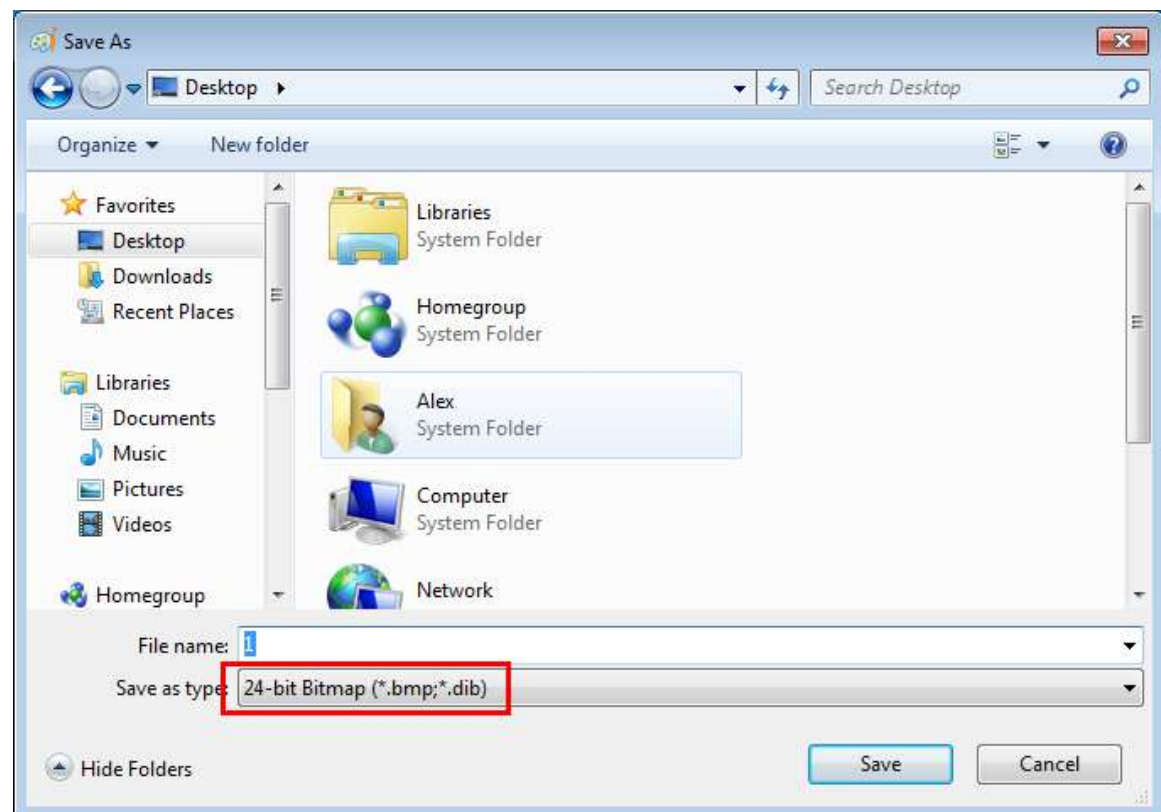 Save As
Desktop
Search Desktop
Organize New folder
Favorites
Desktop
Downloads
Recent Places
Libraries
Documents
Music
Pictures
Videos
Homegroup
Libraries
System Folder
Homegroup
System Folder
Alex
System Folder
Computer
System Folder
Network
File name: 1
Save as type: 24-bit Bitmap (*.bmp;*.dib)
Hide Folders Save Cancel